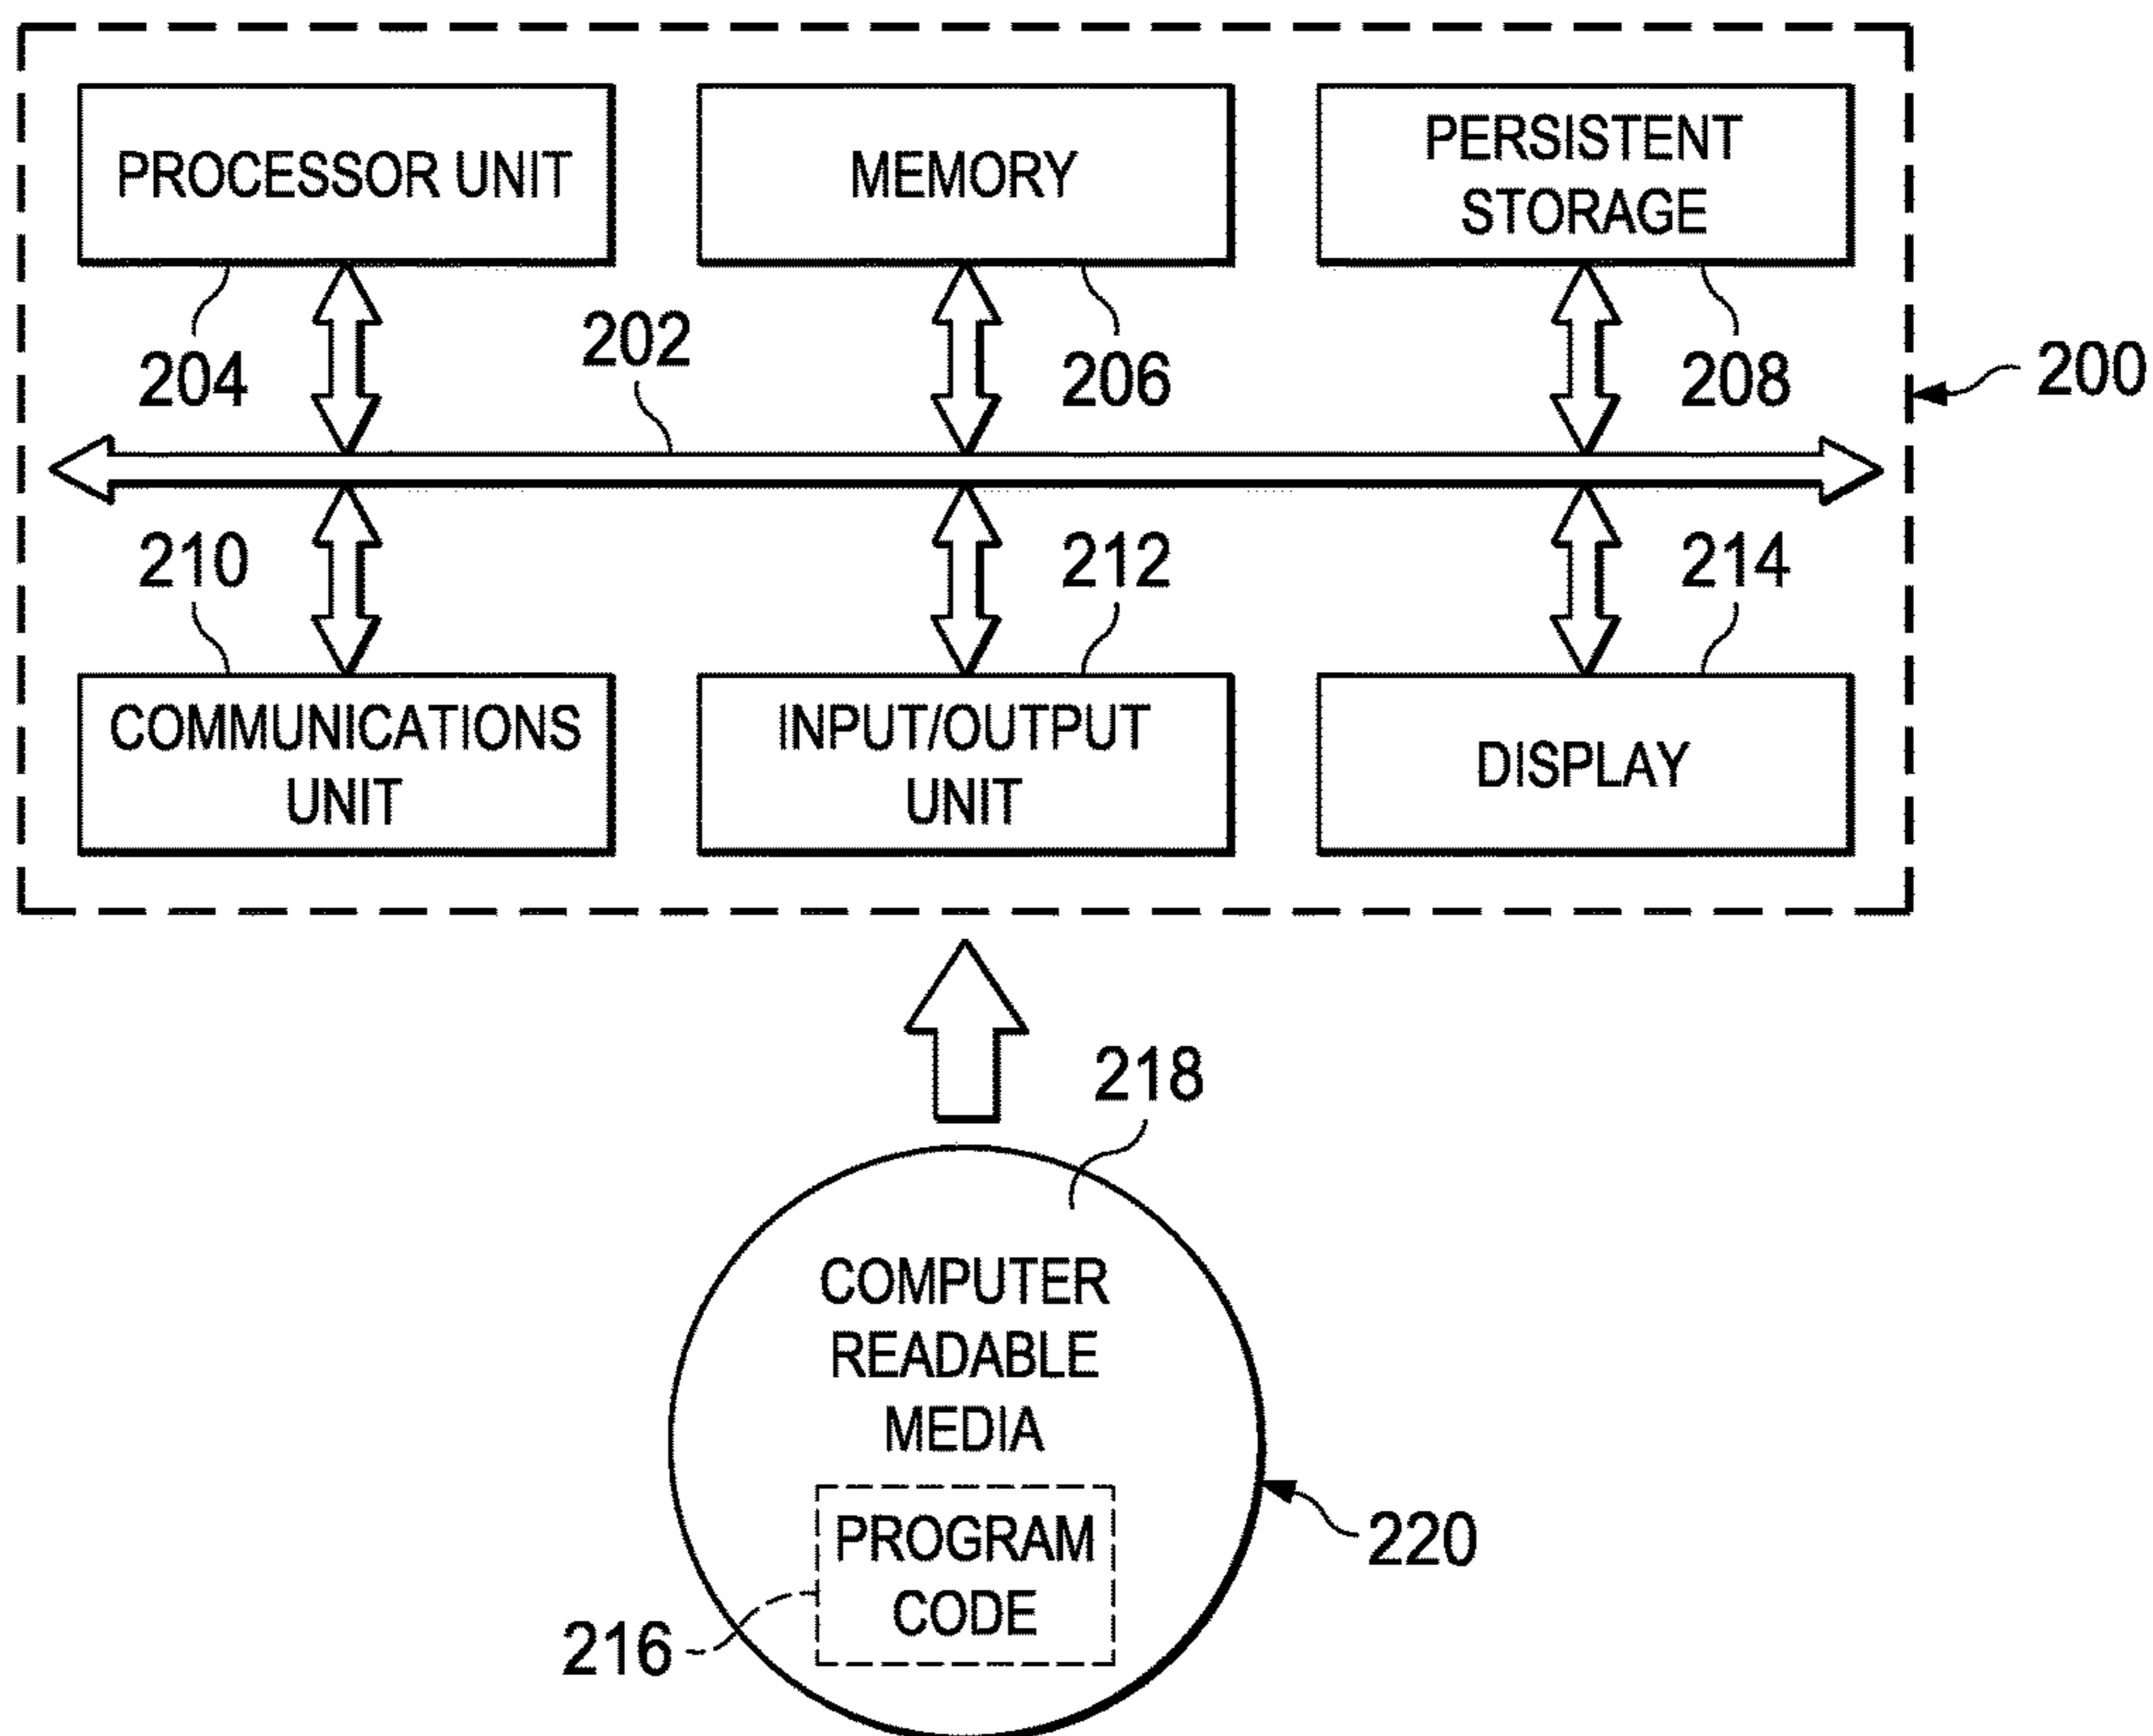 PROCESSOR UNIT
MEMORY
PERSISTENT
STORAGE
204
202
206
208
200
210
212
214
COMMUNICATIONS
UNIT
INPUT/OUTPUT
UNIT
DISPLAY
218
COMPUTER
READABLE
MEDIA
PROGRAM
CODE
220
216